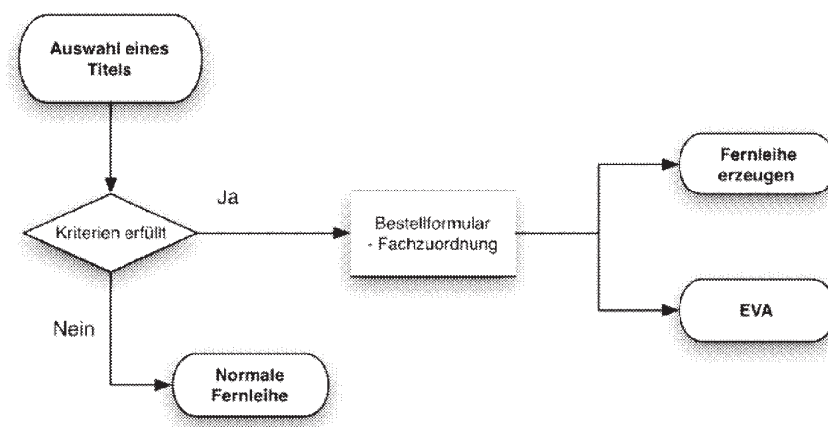 Auswahl eines
Titels
Kriterien erfüllt
Ja
Nein
Normale
Fernleihe
Bestellformular
- Fachzuordnung
Fernleihe
erzeugen
EVA